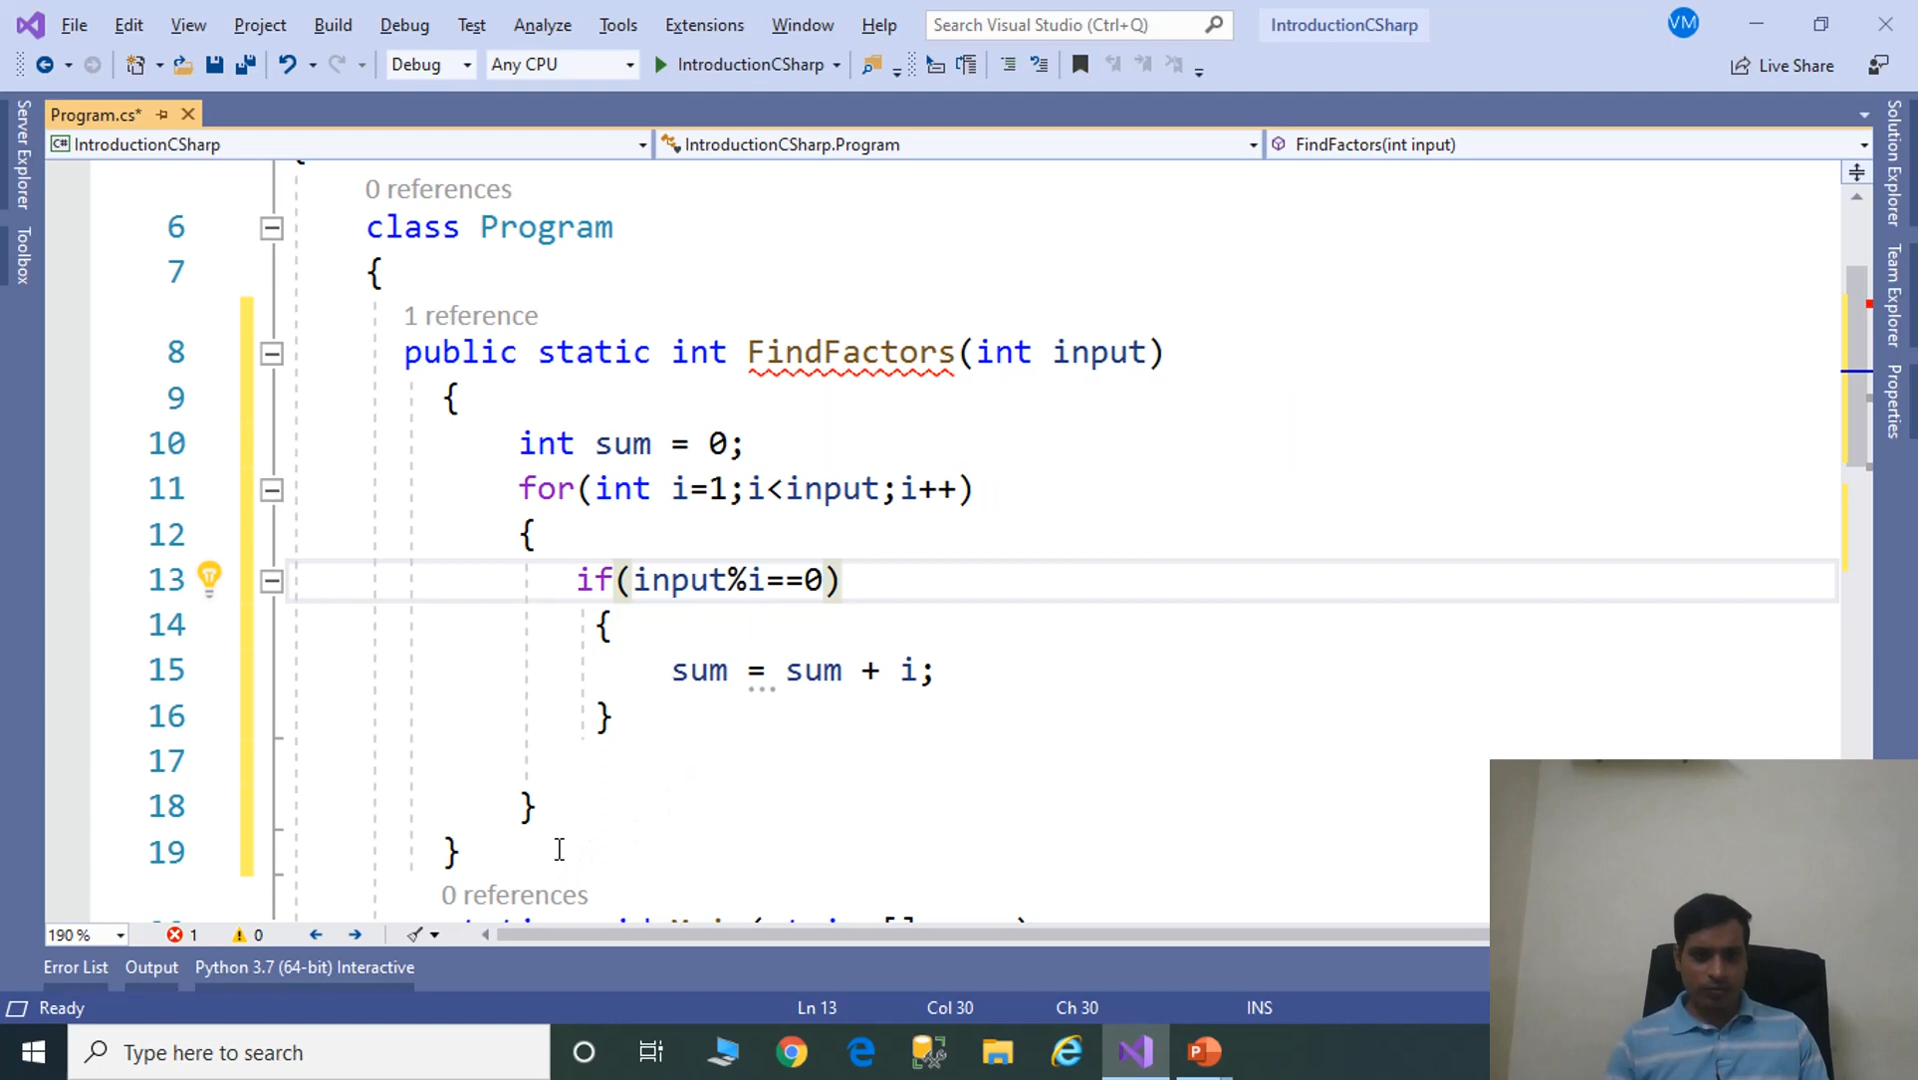 File Edit View Project Build Debug Test Analyze Tools Extensions Window Help Search Visual Studio (Ctrl+Q) IntroductionCSharp VM
Debug Any CPU IntroductionCSharp Live Share
Program.cs*
IntroductionCSharp IntroductionCSharp.Program FindFactors(int input)
Server Explorer
Toolbox
Solution Explorer
Team Explorer
Properties
0 references
6 class Program
7 {
1 reference
8 public static int FindFactors(int input)
9 {
10 int sum = 0;
11 for(int i=1;i<input;i++)
12 {
13 if(input%i==0)
14 {
15 sum = sum + i;
16 }
17
18 }
19 }
0 references
190 % 1 0
Error List Output Python 3.7 (64-bit) Interactive
Ready Ln 13 Col 30 Ch 30 INS
Type here to search